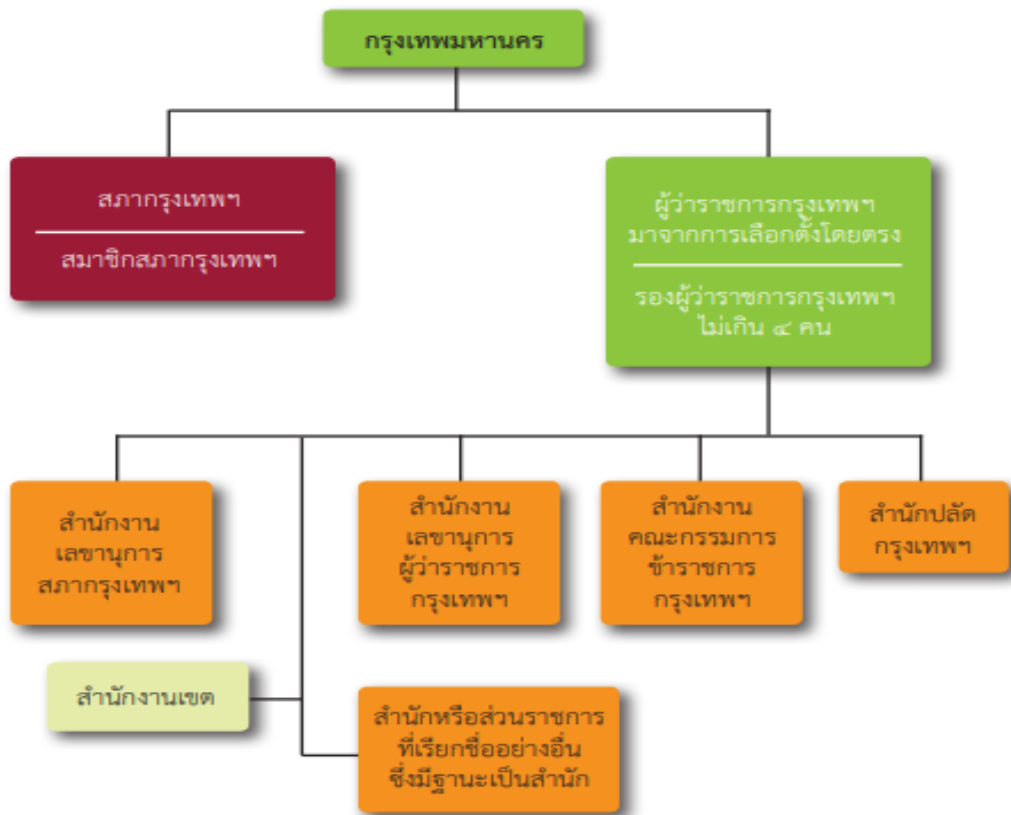 กรุงเทพมหานคร
สภากรุงเทพฯ
สมาชิกสภากรุงเทพฯ
ผู้ว่าราชการกรุงเทพฯ
มาจากการเลือกตั้งโดยตรง
รองผู้ว่าราชการกรุงเทพฯ
ไม่เกิน ๔ คน
สำนักงาน
เลขานุการ
สภากรุงเทพฯ
สำนักงาน
เลขานุการ
ผู้ว่าราชการ
กรุงเทพฯ
สำนักงาน
คณะกรรมการ
ข้าราชการ
กรุงเทพฯ
สำนักปลัด
กรุงเทพฯ
สำนักงานเขต
สำนักหรือส่วนราชการ
ที่เรียกชื่ออย่างอื่น
ซึ่งมีฐานะเป็นสำนัก